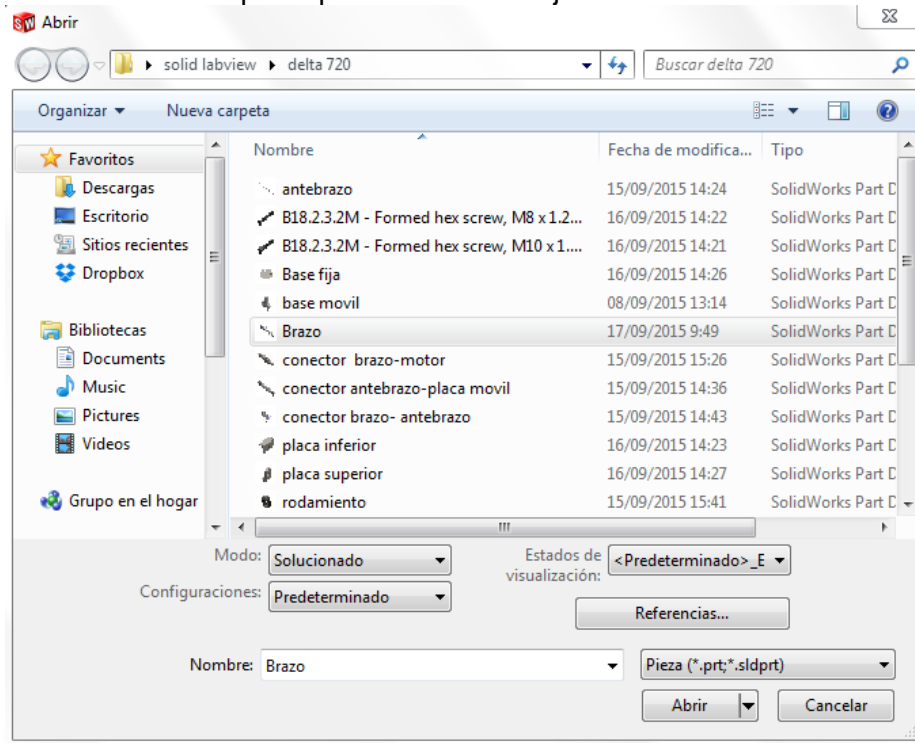 Abrir
solid labview ▸ delta 720
Buscar delta 720
Organizar
Nueva carpeta
Favoritos
Descargas
Escritorio
Sitios recientes
Dropbox
Bibliotecas
Documents
Music
Pictures
Videos
Grupo en el hogar
Nombre Fecha de modifica... Tipo
antebrazo 15/09/2015 14:24 SolidWorks Part D
B18.2.3.2M - Formed hex screw, M8 x 1.2... 16/09/2015 14:22 SolidWorks Part D
B18.2.3.2M - Formed hex screw, M10 x 1.... 16/09/2015 14:21 SolidWorks Part D
Base fija 16/09/2015 14:26 SolidWorks Part D
base movil 08/09/2015 13:14 SolidWorks Part D
Brazo 17/09/2015 9:49 SolidWorks Part D
conector brazo-motor 15/09/2015 15:26 SolidWorks Part D
conector antebrazo-placa movil 15/09/2015 14:36 SolidWorks Part D
conector brazo- antebrazo 15/09/2015 14:43 SolidWorks Part D
placa inferior 16/09/2015 14:23 SolidWorks Part D
placa superior 16/09/2015 14:27 SolidWorks Part D
rodamiento 15/09/2015 15:41 SolidWorks Part D
Modo: Solucionado
Estados de visualización: <Predeterminado>_E
Configuraciones: Predeterminado
Referencias...
Nombre: Brazo
Pieza (*.prt;*.sldprt)
Abrir
Cancelar